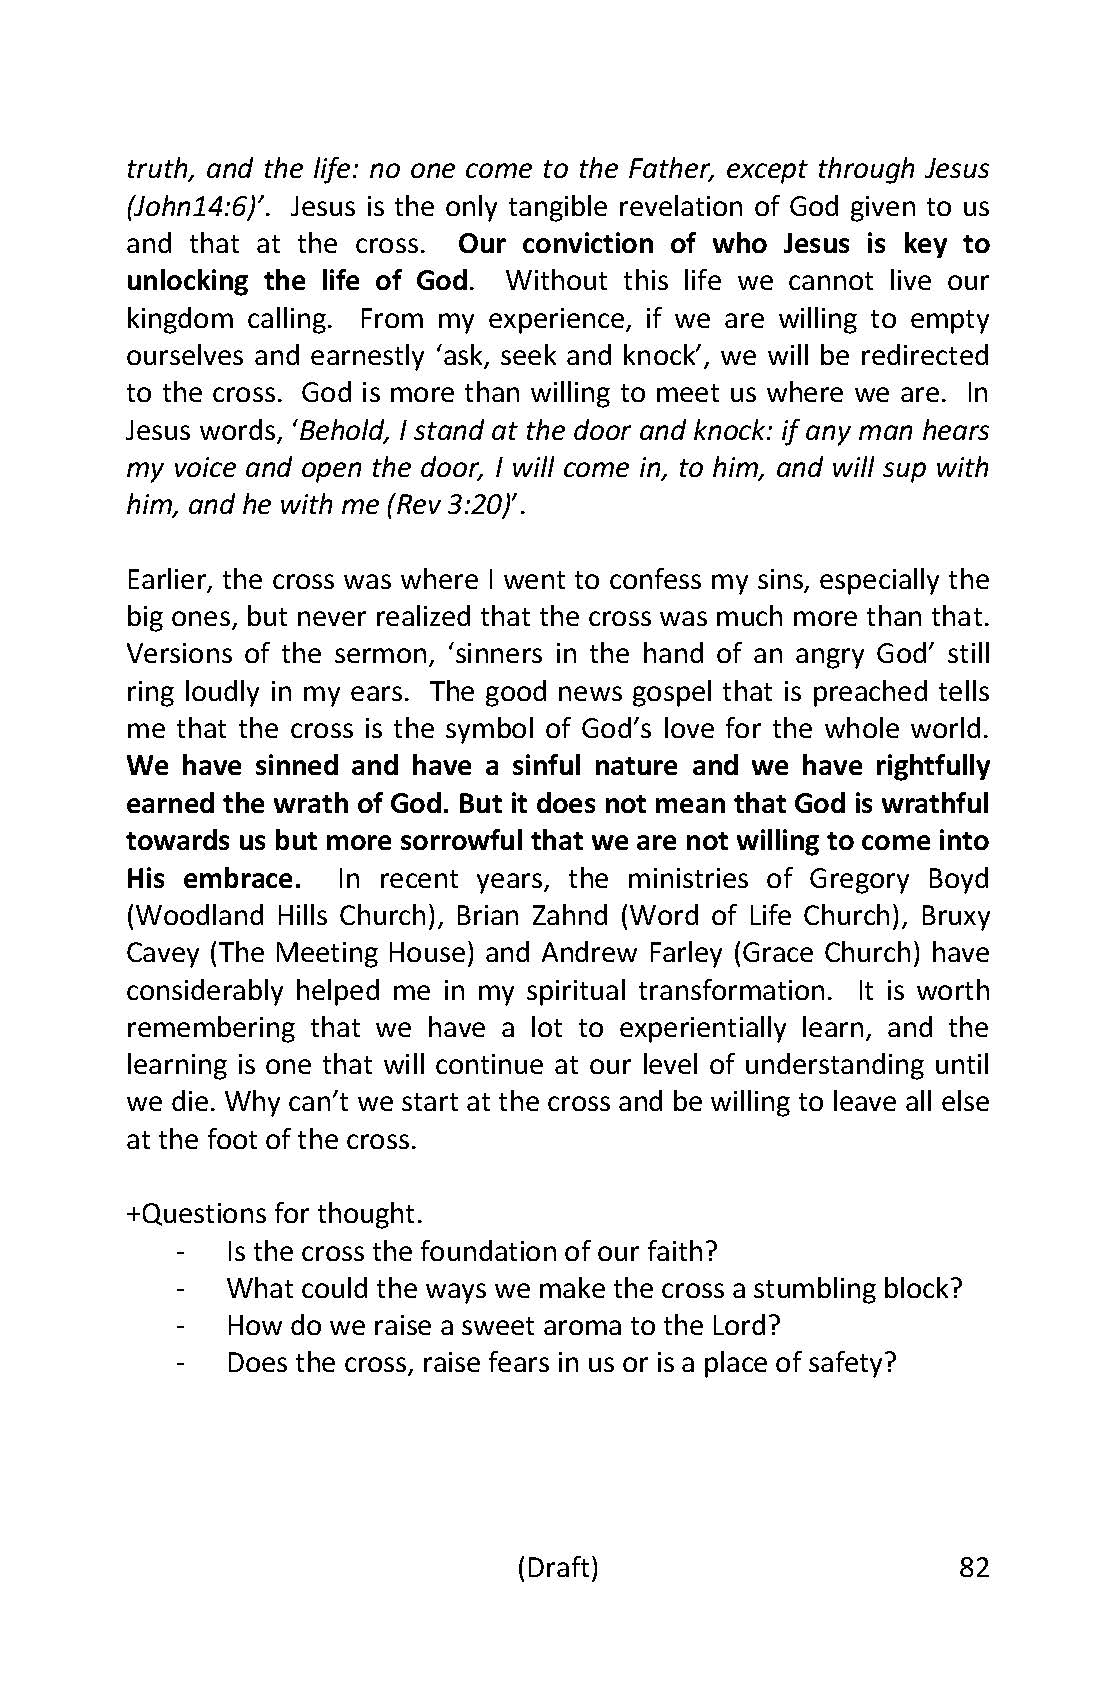 truth, and the life: no one come to the Father, except through Jesus
(John14:6)’. Jesus is the only tangible revelation of God given to us
and that at the cross. Our conviction of who Jesus is key to
unlocking the life of God. Without this life we cannot live our
kingdom calling. From my experience, if we are willing to empty
ourselves and earnestly ‘ask, seek and knock’, we will be redirected
to the cross. God is more than willing to meet us where we are. In
Jesus words, ‘Behold, I stand at the door and knock: if any man hears
my voice and open the door, I will come in, to him, and will sup with
him, and he with me (Rev 3:20)’.
Earlier, the cross was where I went to confess my sins, especially the
big ones, but never realized that the cross was much more than that.
Versions of the sermon, ‘sinners in the hand of an angry God’ still
ring loudly in my ears. The good news gospel that is preached tells
me that the cross is the symbol of God’s love for the whole world.
We have sinned and have a sinful nature and we have rightfully
earned the wrath of God. But it does not mean that God is wrathful
towards us but more sorrowful that we are not willing to come into
His embrace. In recent years, the ministries of Gregory Boyd
(Woodland Hills Church), Brian Zahnd (Word of Life Church), Bruxy
Cavey (The Meeting House) and Andrew Farley (Grace Church) have
considerably helped me in my spiritual transformation. It is worth
remembering that we have a lot to experientially learn, and the
learning is one that will continue at our level of understanding until
we die. Why can’t we start at the cross and be willing to leave all else
at the foot of the cross.
+Questions for thought.
- Is the cross the foundation of our faith?
- What could the ways we make the cross a stumbling block?
- How do we raise a sweet aroma to the Lord?
- Does the cross, raise fears in us or is a place of safety?
(Draft) 82